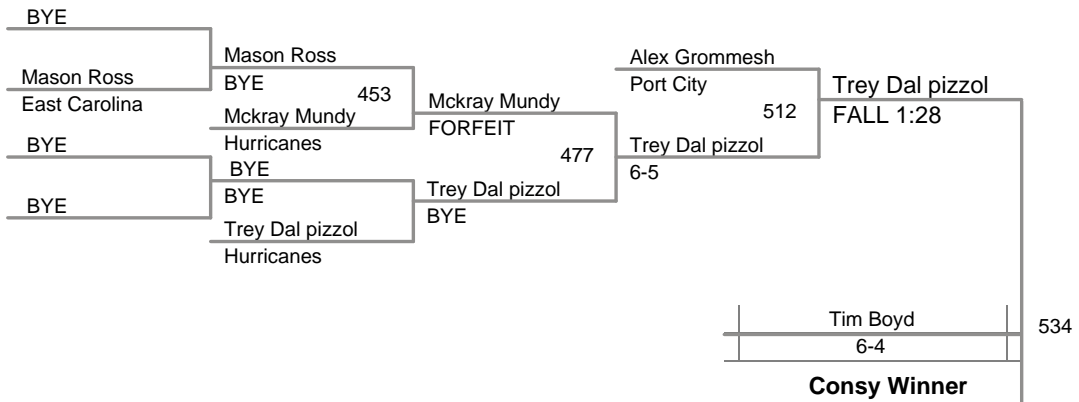 BYE
Mason Ross
East Carolina
BYE
BYE
Mason Ross
BYE
453
Mckray Mundy
Hurricanes
BYE
BYE
Trey Dal pizzol
Hurricanes
Mckray Mundy
FORFEIT
477
Trey Dal pizzol
BYE
Alex Grommesh
Port City
512
Trey Dal pizzol
6-5
Trey Dal pizzol
FALL 1:28
Tim Boyd
6-4
534
Consy Winner